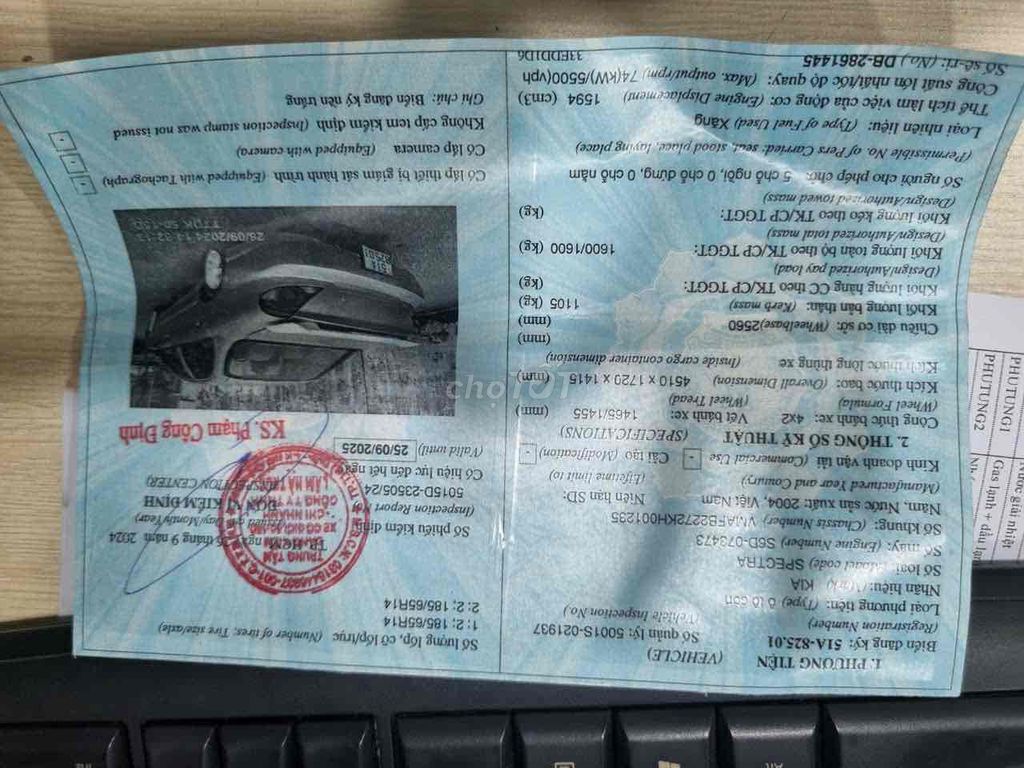 1. PHƯƠNG TIỆN (VEHICLE)
Biển đăng ký: 51A-825.01 Số quản lý: 5001S-021937
(Registration Number) (Vehicle Inspection No.)
Loại phương tiện: (Type) ô tô con
Nhãn hiệu: (Mark) KIA
Số loại: (Model code) SPECTRA
Số máy: (Engine Number) S6D-073473
Số khung: (Chassis Number)
Năm, Nước sản xuất: 2004, Việt Nam Niên hạn SD:
(Manufactured Year and Country) (Lifetime limit to)
Kinh doanh vận tải (Commercial Use) - Cải tạo (Modification) -
2. THÔNG SỐ KỸ THUẬT (SPECIFICATIONS)
Công thức bánh xe: 4x2 Vết bánh xe: 1465/1455 (mm)
(Wheel Formula) (Wheel Tread)
Kích thước bao: (Overall Dimension) 4510 x 1720 x 1415 (mm)
Kích thước lòng thùng xe (Inside cargo container dimension)
(mm)
Chiều dài cơ sở: (Wheelbase) 2560 (mm)
Khối lượng bản thân: (Kerb mass) 1105 (kg)
Khối lượng hàng CC theo TK/CP TGGT: (kg)
(Design/Authorized pay load)
Khối lượng toàn bộ theo TK/CP TGGT: 1600/1600 (kg)
(Design/Authorized total mass)
Khối lượng kéo theo TK/CP TGGT: (kg)
(Design/Authorized towed mass)
Số người cho phép chở: 5 chỗ ngồi, 0 chỗ đứng, 0 chỗ nằm
(Permissible No. of Pers Carried: seat, stood place, laying place)
Loại nhiên liệu: (Type of Fuel Used) Xăng
Thể tích làm việc của động cơ: (Engine Displacement) 1594 (cm3)
Công suất lớn nhất/tốc độ quay: (Max. output/rpm) 74(kW)/5500(vph)
Số sê-ri: (No.) DB-2861445 33EDD1D6
Số lượng lốp, cỡ lốp/trục (Number of tires; Tire size/axle)
1: 2; 185/65R14
2: 2; 185/65R14
TP. HCM, ngày 26 tháng 9 năm 2024
ĐƠN VỊ KIỂM ĐỊNH
(INSPECTION CENTER)
Số phiếu kiểm định
(Inspection Report No)
5015D-23505/24
Có hiệu lực đến hết ngày
(Valid until) 25/09/2025
KS. Phạm Công Định
26/09/2024
Có lắp thiết bị giám sát hành trình (Equipped with Tachograph) -
Có lắp camera (Equipped with camera) -
Không cấp tem kiểm định (Inspection stamp was not issued -
Ghi chú: Biển đăng ký nền trắng
chợTỐT
PHUTUNG1
PHUTUNG2
Gas lạnh + dầu lạnh